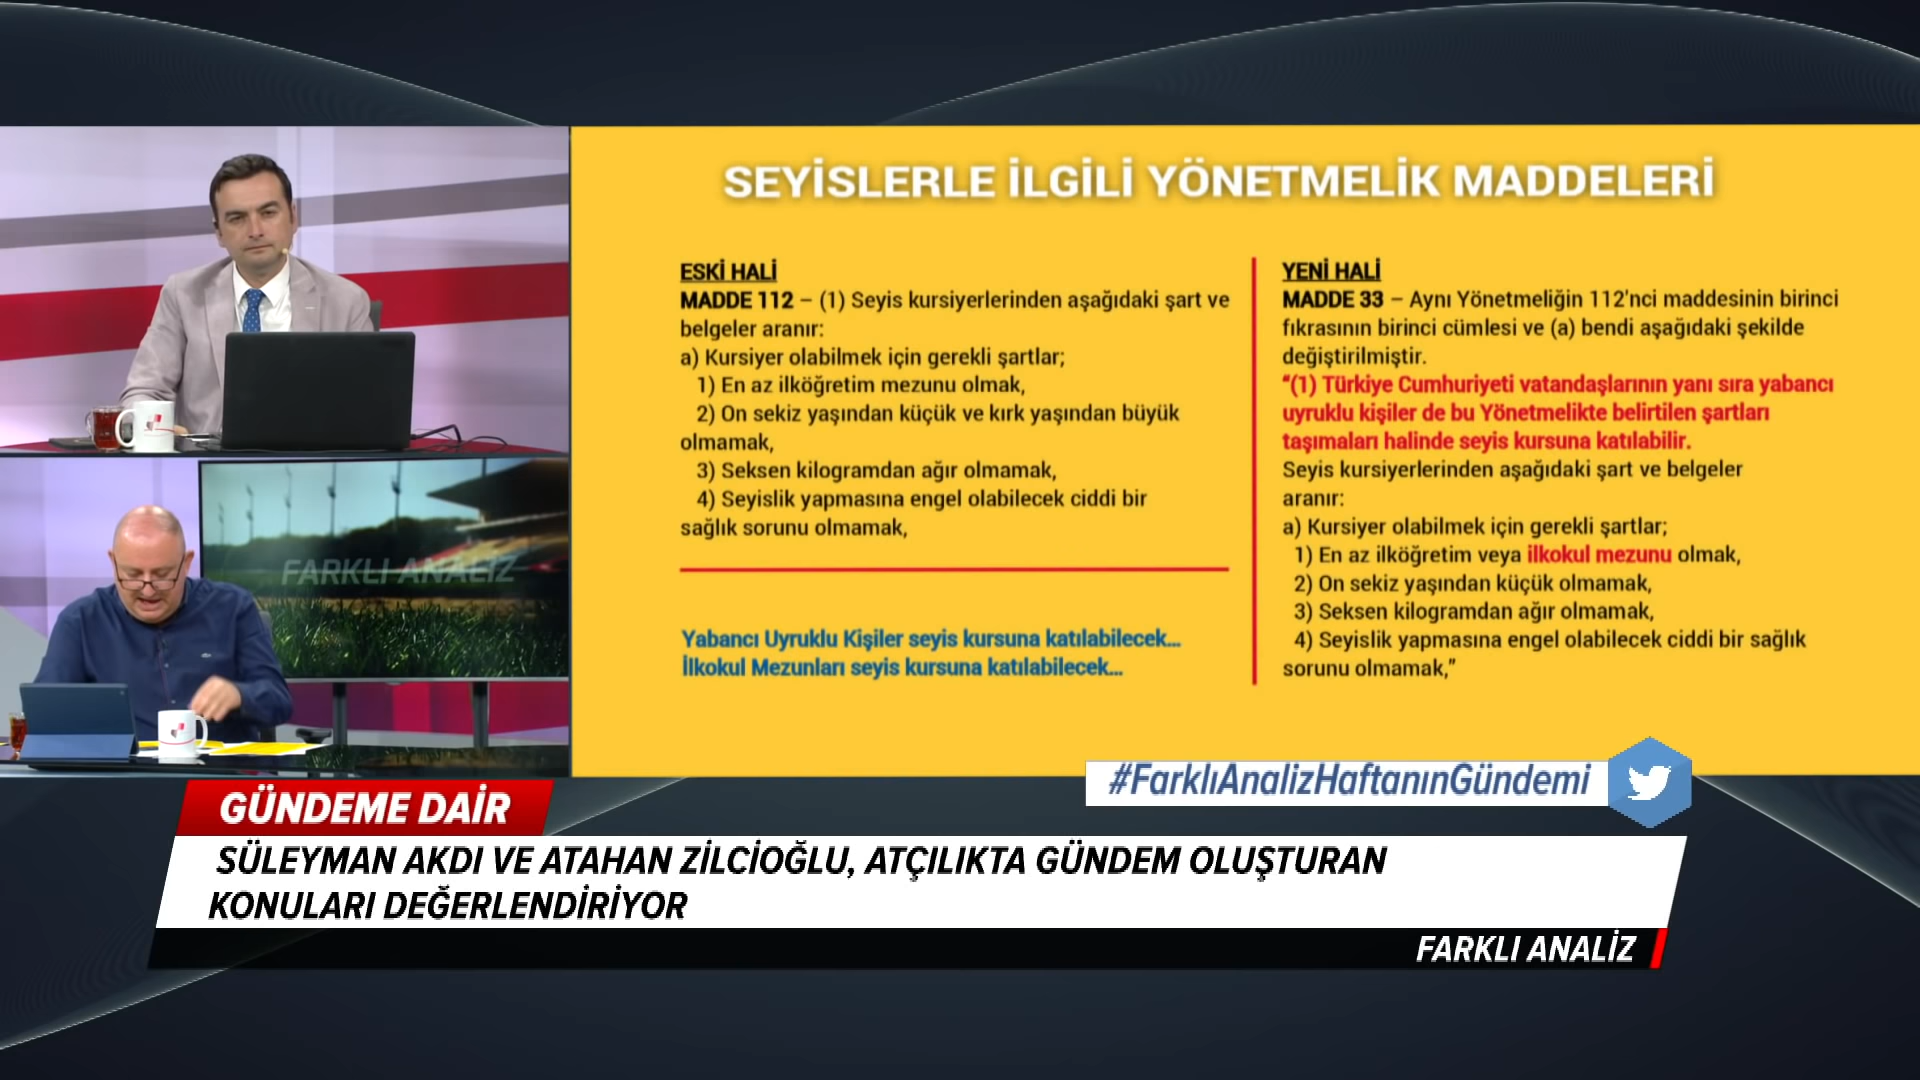 SEYİSLERLE İLGİLİ YÖNETMELİK MADDELERİ
ESKİ HALİ
MADDE 112 – (1) Seyis kursiyerlerinden aşağıdaki şart ve
belgeler aranır:
a) Kursiyer olabilmek için gerekli şartlar;
1) En az ilköğretim mezunu olmak,
2) On sekiz yaşından küçük ve kırk yaşından büyük
olmamak,
3) Seksen kilogramdan ağır olmamak,
4) Seyislik yapmasına engel olabilecek ciddi bir
sağlık sorunu olmamak,
Yabancı Uyruklu Kişiler seyis kursuna katılabilecek...
İlkokul Mezunları seyis kursuna katılabilecek...
YENİ HALİ
MADDE 33 – Aynı Yönetmeliğin 112'nci maddesinin birinci
fıkrasının birinci cümlesi ve (a) bendi aşağıdaki şekilde
değiştirilmiştir.
“(1) Türkiye Cumhuriyeti vatandaşlarının yanı sıra yabancı
uyruklu kişiler de bu Yönetmelikte belirtilen şartları
taşımaları halinde seyis kursuna katılabilir.
Seyis kursiyerlerinden aşağıdaki şart ve belgeler
aranır:
a) Kursiyer olabilmek için gerekli şartlar;
1) En az ilköğretim veya ilkokul mezunu olmak,
2) On sekiz yaşından küçük olmamak,
3) Seksen kilogramdan ağır olmamak,
4) Seyislik yapmasına engel olabilecek ciddi bir sağlık
sorunu olmamak,”
FARKLI ANALİZ
#FarklıAnalizHaftanınGündemi
GÜNDEME DAİR
SÜLEYMAN AKDI VE ATAHAN ZİLCİOĞLU, ATÇILIKTA GÜNDEM OLUŞTURAN
KONULARI DEĞERLENDİRİYOR
FARKLI ANALİZ